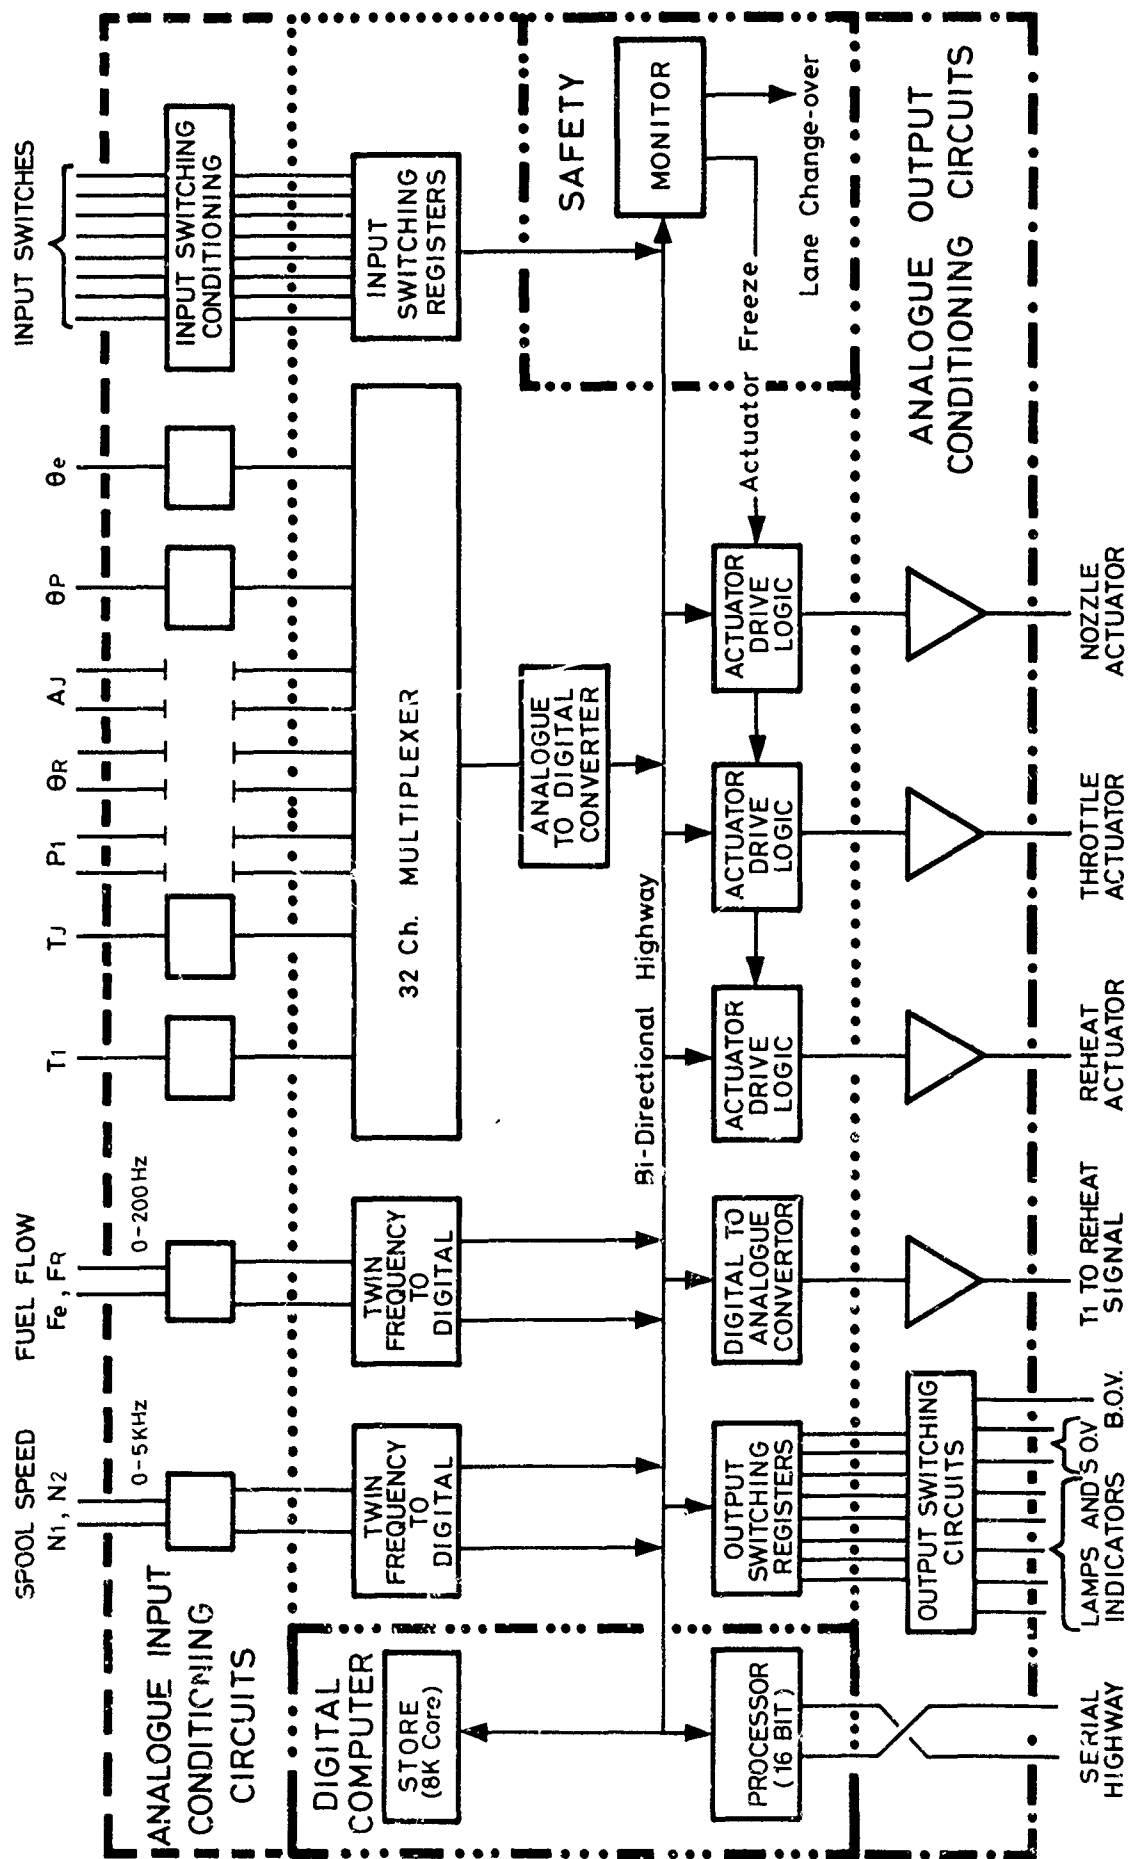 SPOOL SPEED
N1, N2
FUEL FLOW
Fe, FR
T1
TJ
P1
θR
AJ
θP
θe
INPUT SWITCHES
0-5KHz
0-200Hz
ANALOGUE INPUT
CONDITIONING
CIRCUITS
INPUT SWITCHING
CONDITIONING
DIGITAL
COMPUTER
STORE
(8K Core)
TWIN
FREQUENCY
TO
DIGITAL
TWIN
FREQUENCY
TO
DIGITAL
32 Ch. MULTIPLEXER
INPUT
SWITCHING
REGISTERS
ANALOGUE
TO DIGITAL
CONVERTER
SAFETY
MONITOR
Bi-Directional Highway
Actuator Freeze
Lane Change-over
PROCESSOR
(16 BIT)
OUTPUT
SWITCHING
REGISTERS
DIGITAL TO
ANALOGUE
CONVERTOR
ACTUATOR
DRIVE
LOGIC
ACTUATOR
DRIVE
LOGIC
ACTUATOR
DRIVE
LOGIC
OUTPUT SWITCHING
CIRCUITS
ANALOGUE OUTPUT
CONDITIONING CIRCUITS
SERIAL
HIGHWAY
LAMPS AND
INDICATORS
S.O.V
B.O.V.
T1 TO REHEAT
SIGNAL
REHEAT
ACTUATOR
THROTTLE
ACTUATOR
NOZZLE
ACTUATOR